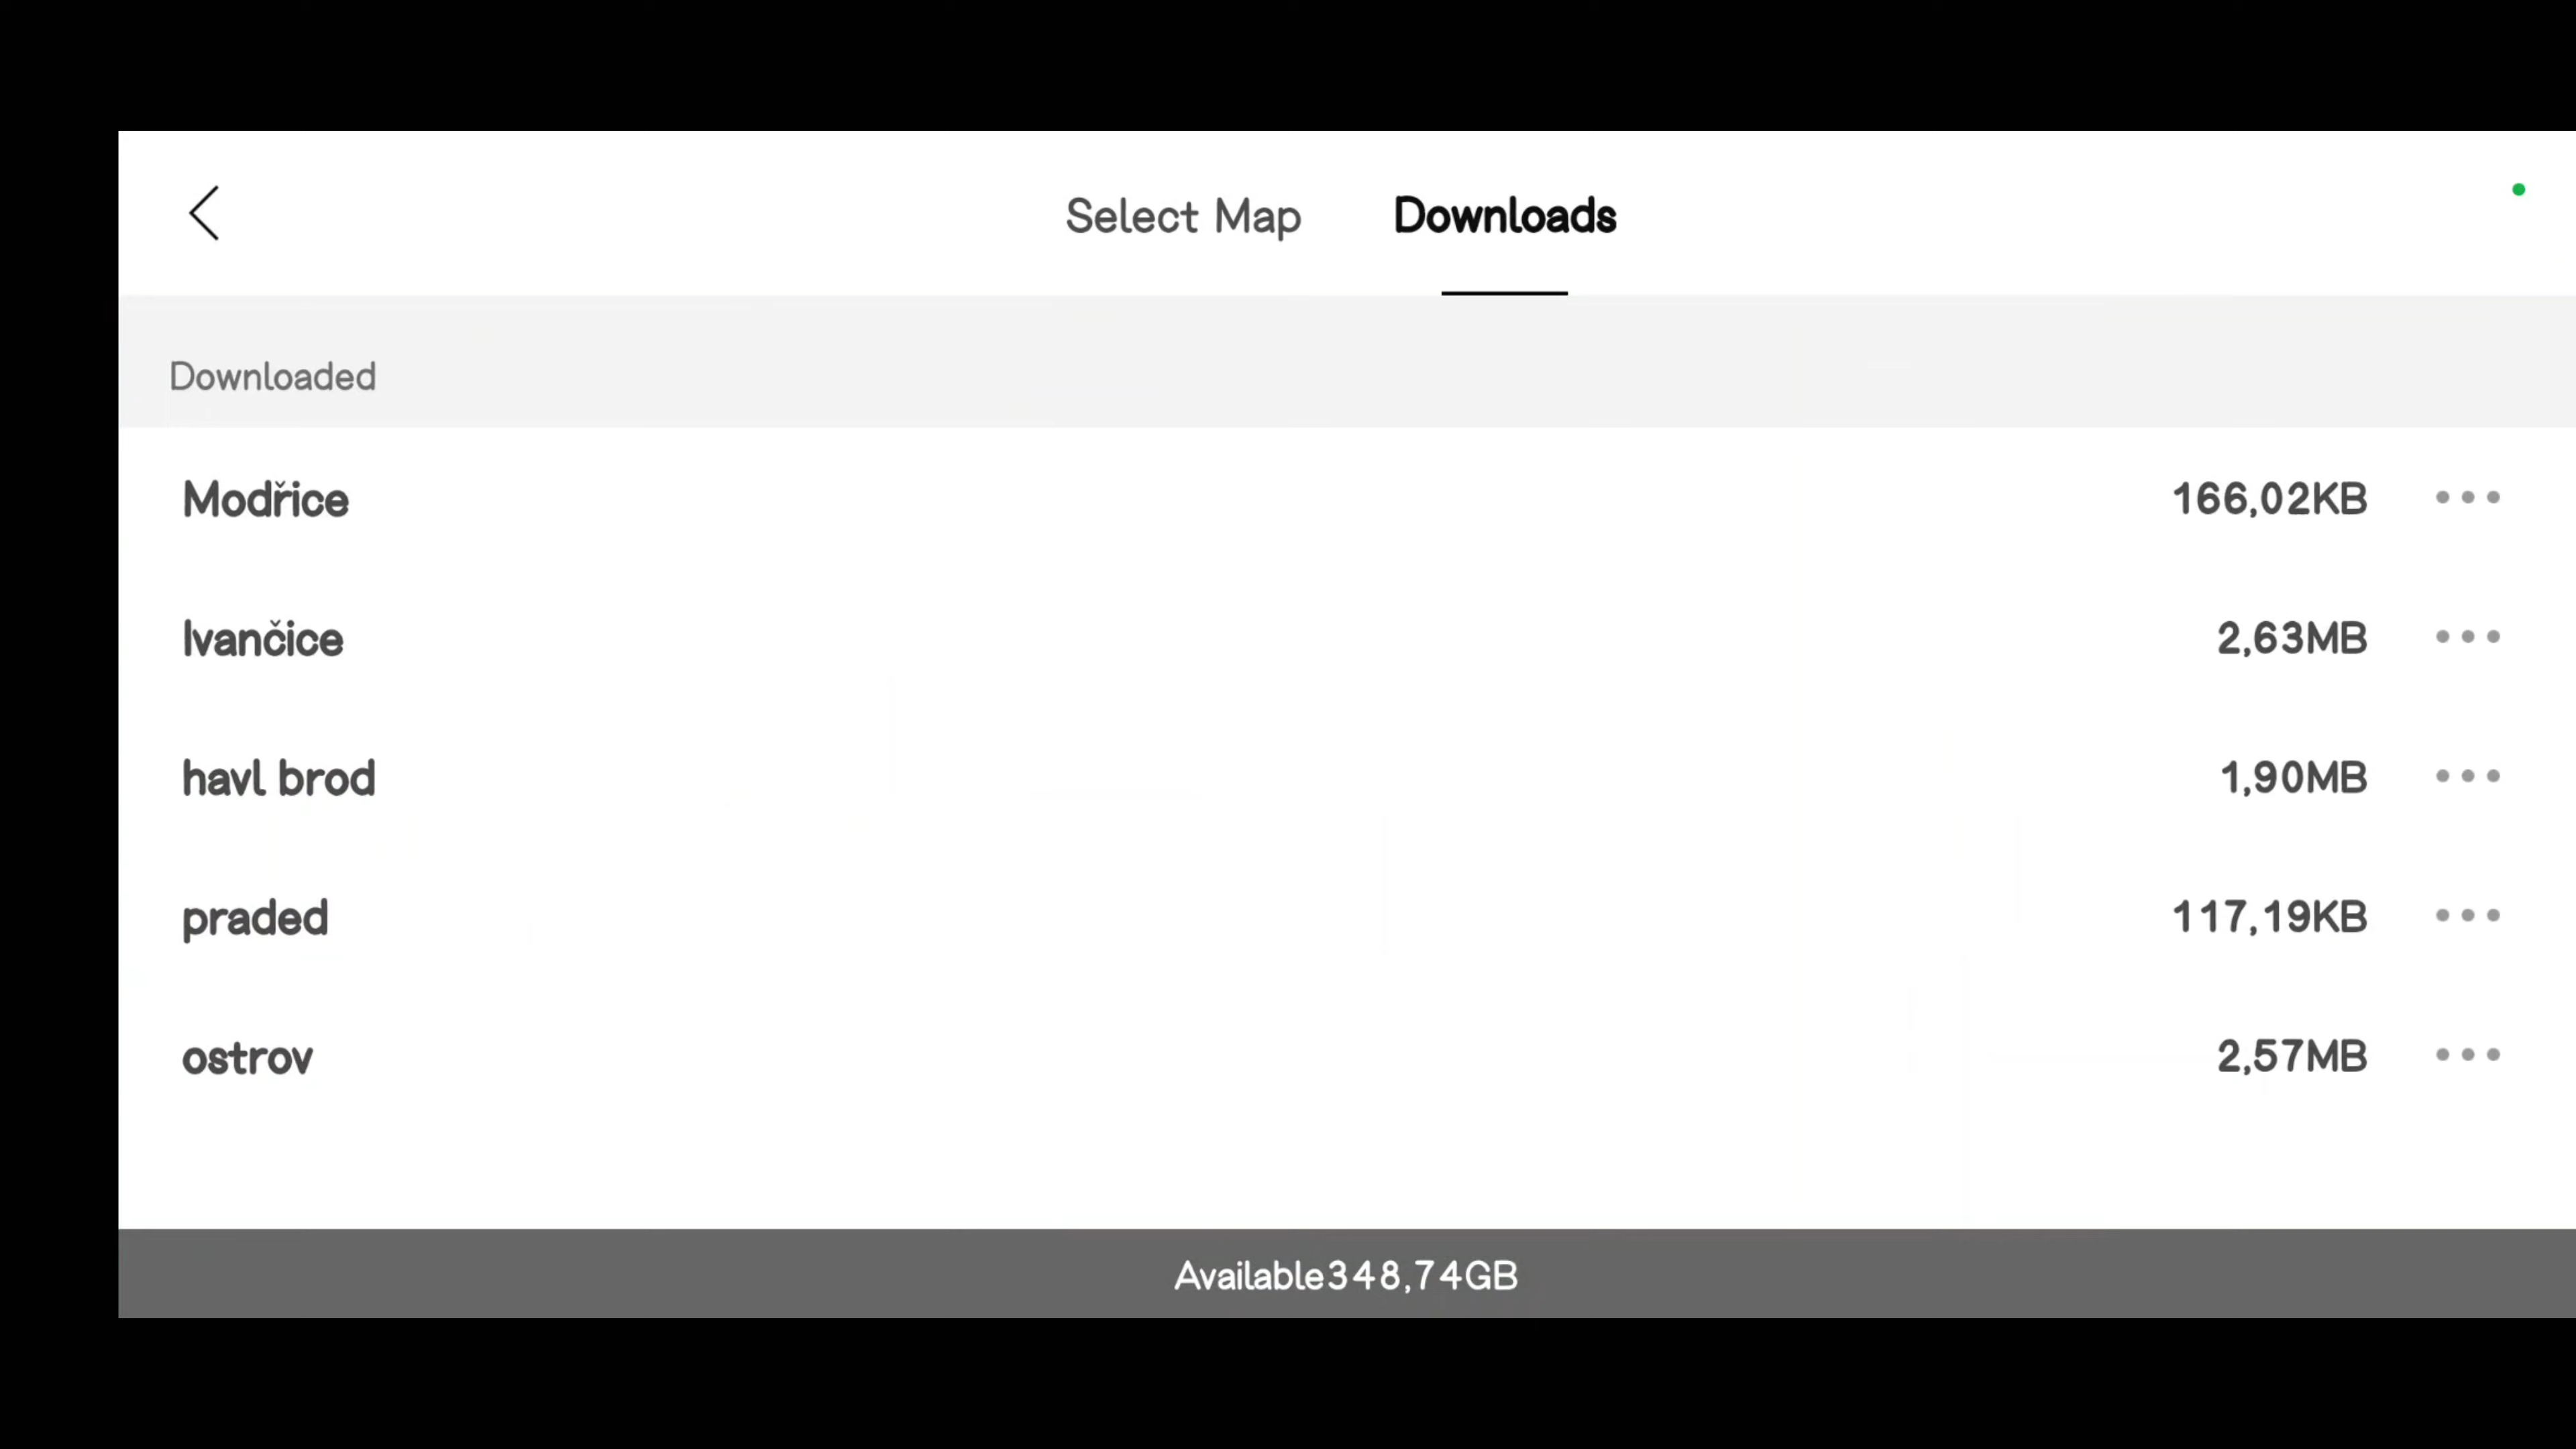 Select Map Downloads
Downloaded
Modřice 166,02KB
Ivančice 2,63MB
havl brod 1,90MB
praded 117,19KB
ostrov 2,57MB
Available348,74GB